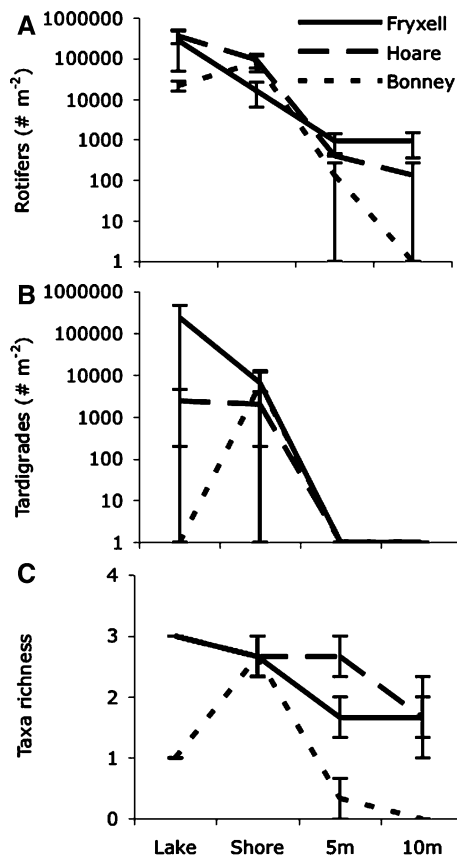 A
Rotifers (# m-2)
1000000
100000
10000
1000
100
10
1
Fryxell
Hoare
Bonney
B
Tardigrades (# m-2)
1000000
100000
10000
1000
100
10
1
C
Taxa richness
4
3
2
1
0
Lake Shore 5m 10m